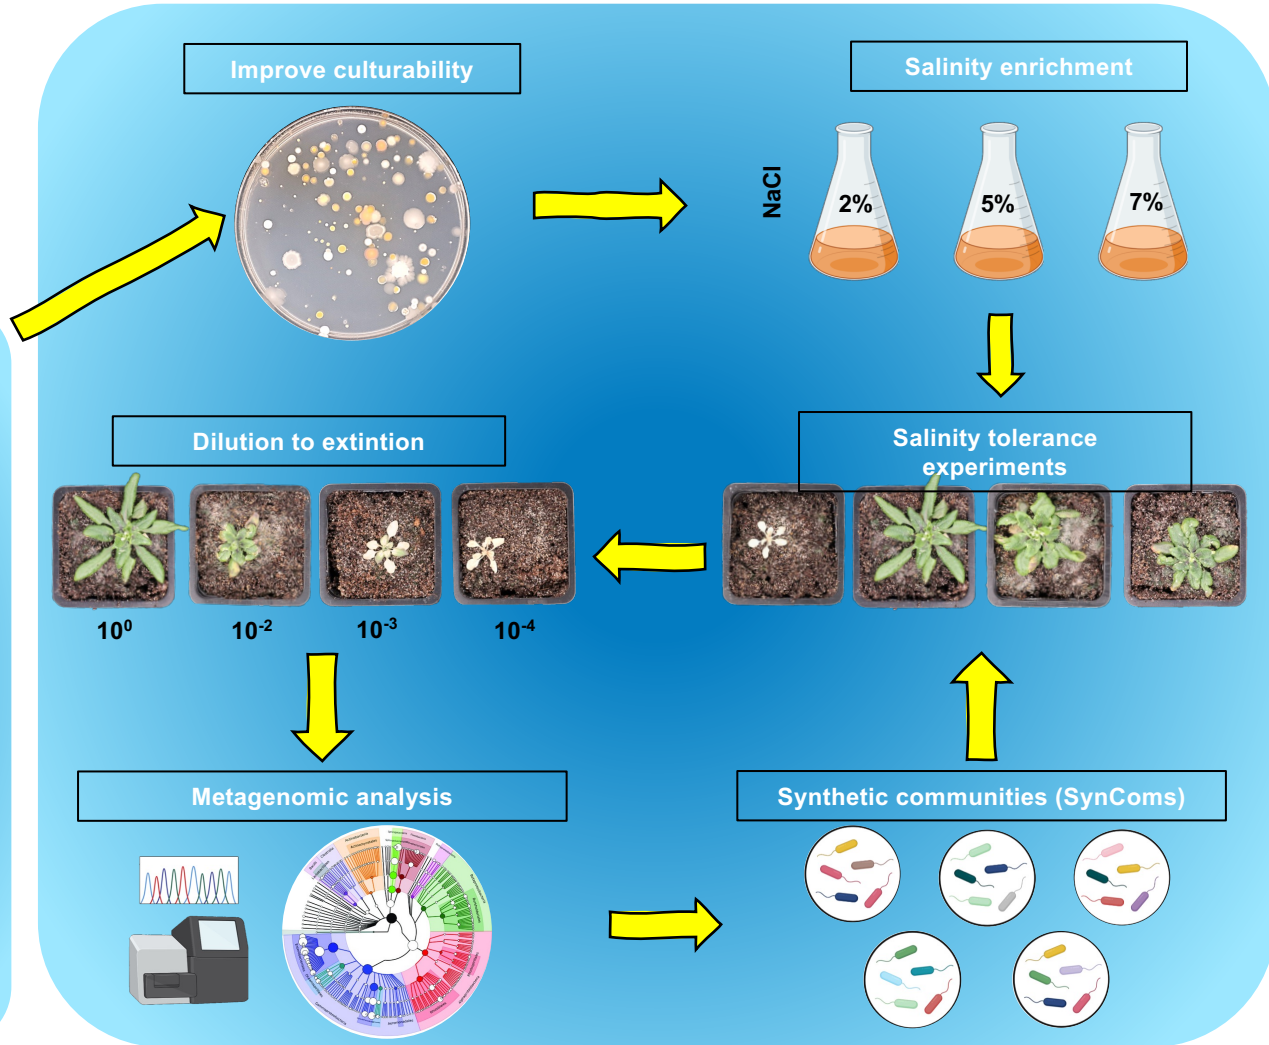 Improve culturability
Salinity enrichment
NaCl
2%
5%
7%
Dilution to extintion
Salinity tolerance
experiments
10⁰
10⁻²
10⁻³
10⁻⁴
Metagenomic analysis
Synthetic communities (SynComs)